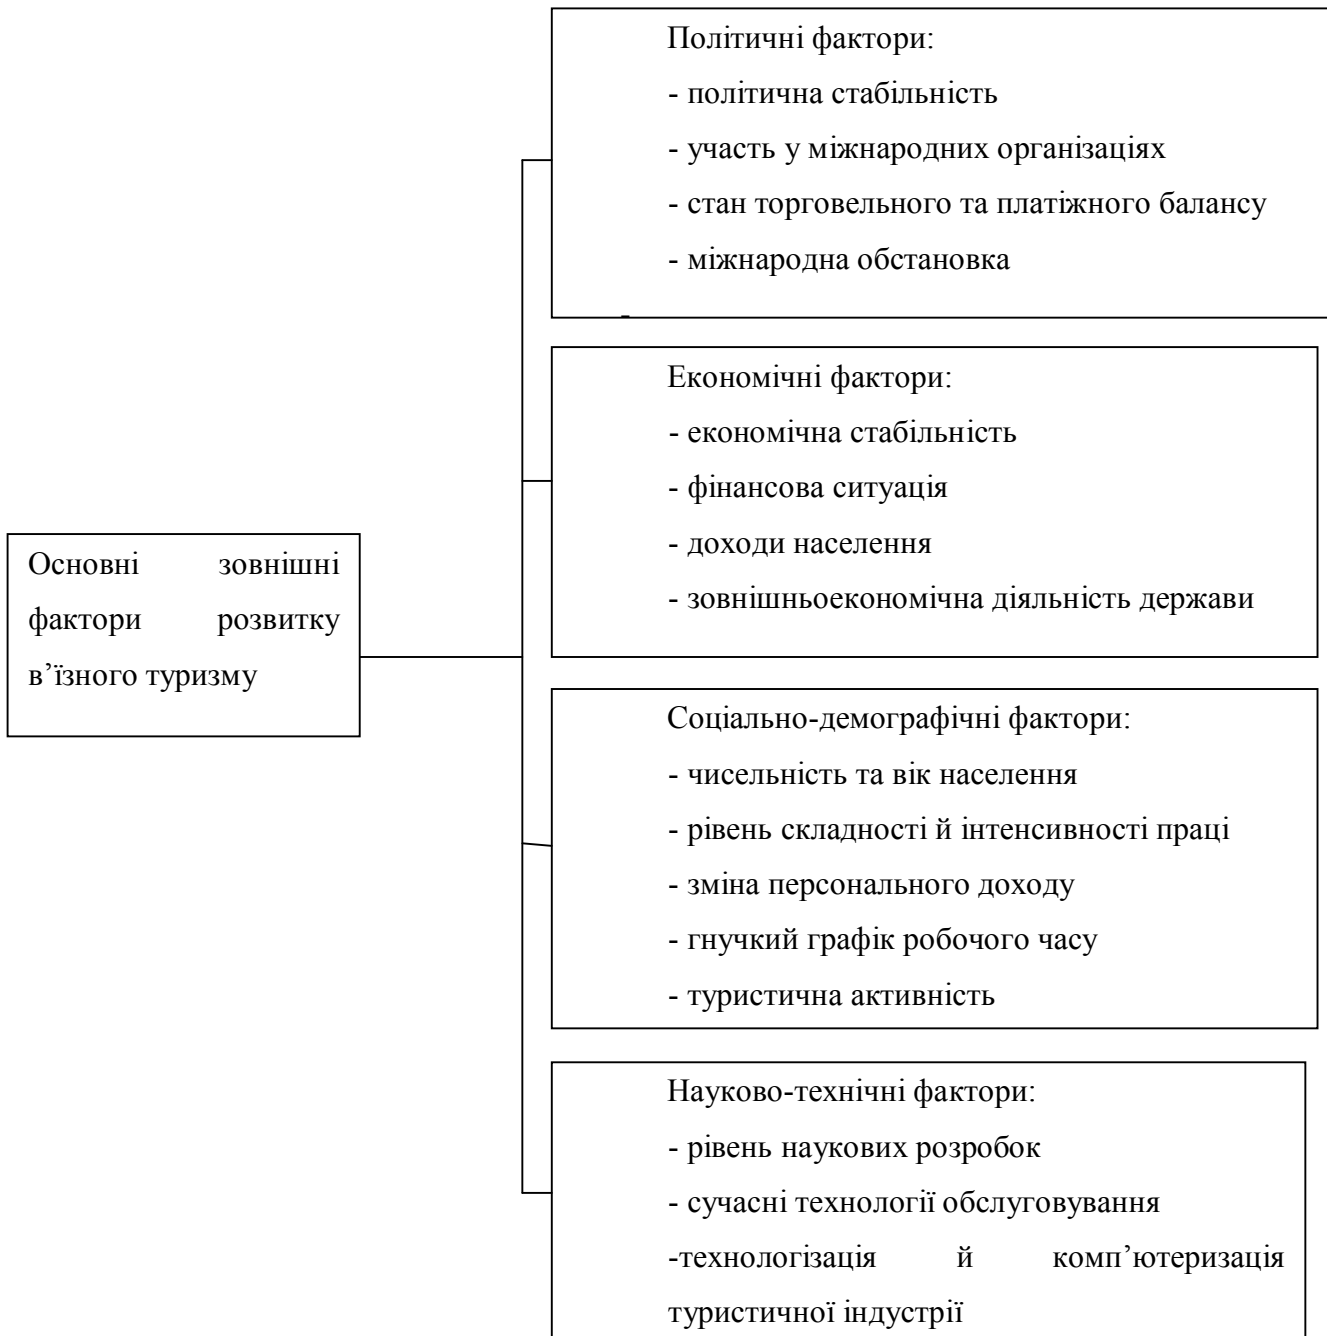 Політичні фактори:
- політична стабільність
- участь у міжнародних організаціях
- стан торговельного та платіжного балансу
- міжнародна обстановка
-
Економічні фактори:
- економічна стабільність
- фінансова ситуація
- доходи населення
- зовнішньоекономічна діяльність держави
Основні зовнішні
фактори розвитку
в’їзного туризму
Соціально-демографічні фактори:
- чисельність та вік населення
- рівень складності й інтенсивності праці
- зміна персонального доходу
- гнучкий графік робочого часу
- туристична активність
Науково-технічні фактори:
- рівень наукових розробок
- сучасні технології обслуговування
-технологізація й комп’ютеризація
туристичної індустрії